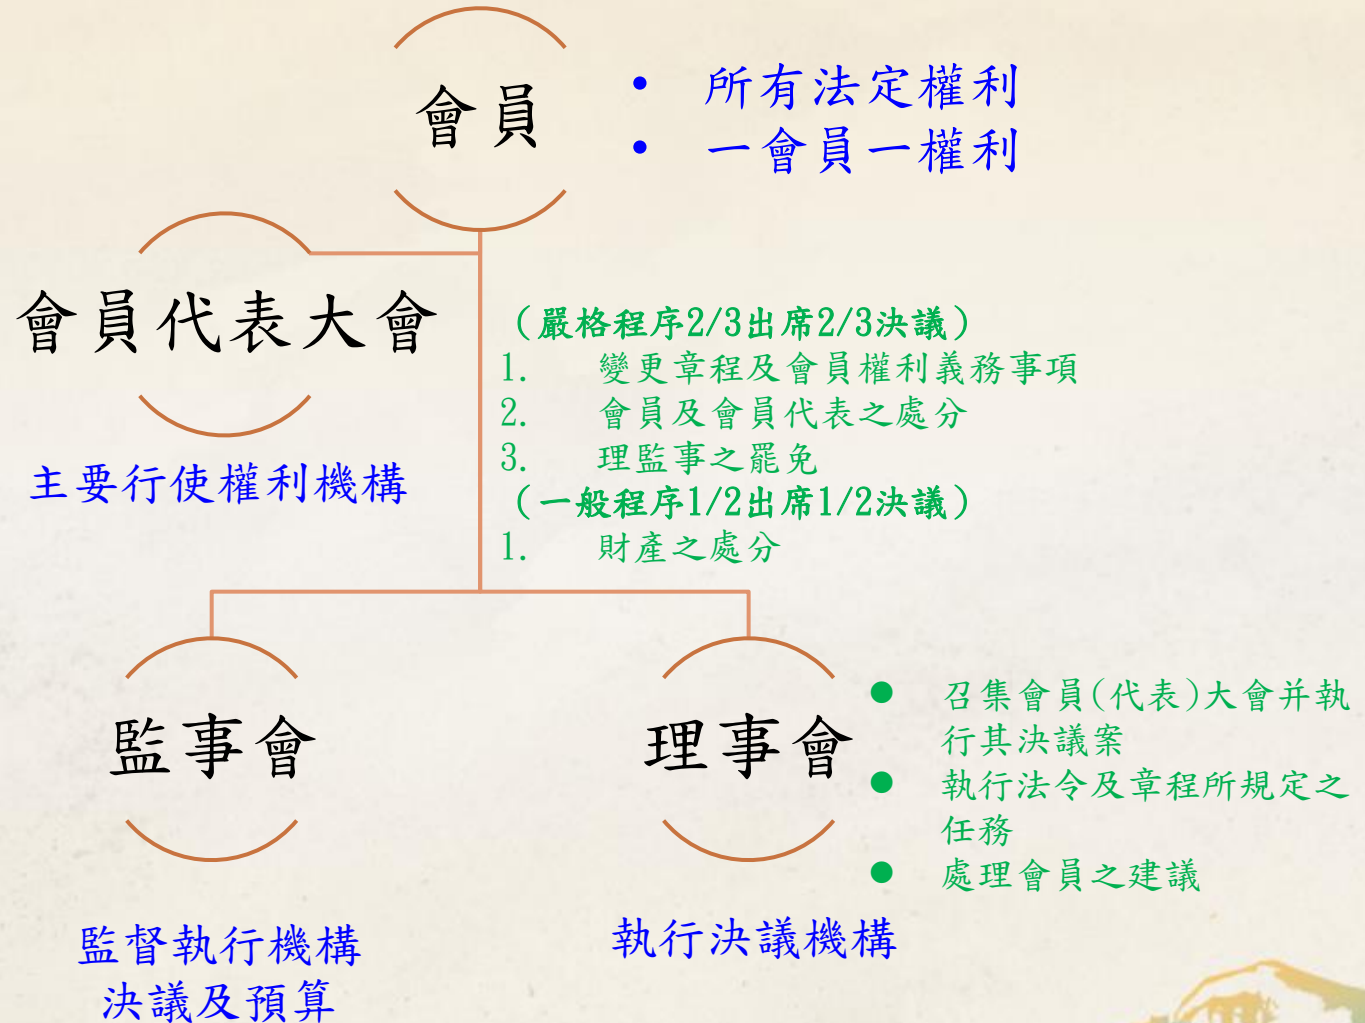 會員
• 所有法定權利
• 一會員一權利
會員代表大會
主要行使權利機構
（嚴格程序2/3出席2/3決議）
1. 變更章程及會員權利義務事項
2. 會員及會員代表之處分
3. 理監事之罷免
（一般程序1/2出席1/2決議）
1. 財產之處分
監事會
監督執行機構
決議及預算
理事會
執行決議機構
● 召集會員(代表)大會并執
行其決議案
● 執行法令及章程所規定之
任務
● 處理會員之建議